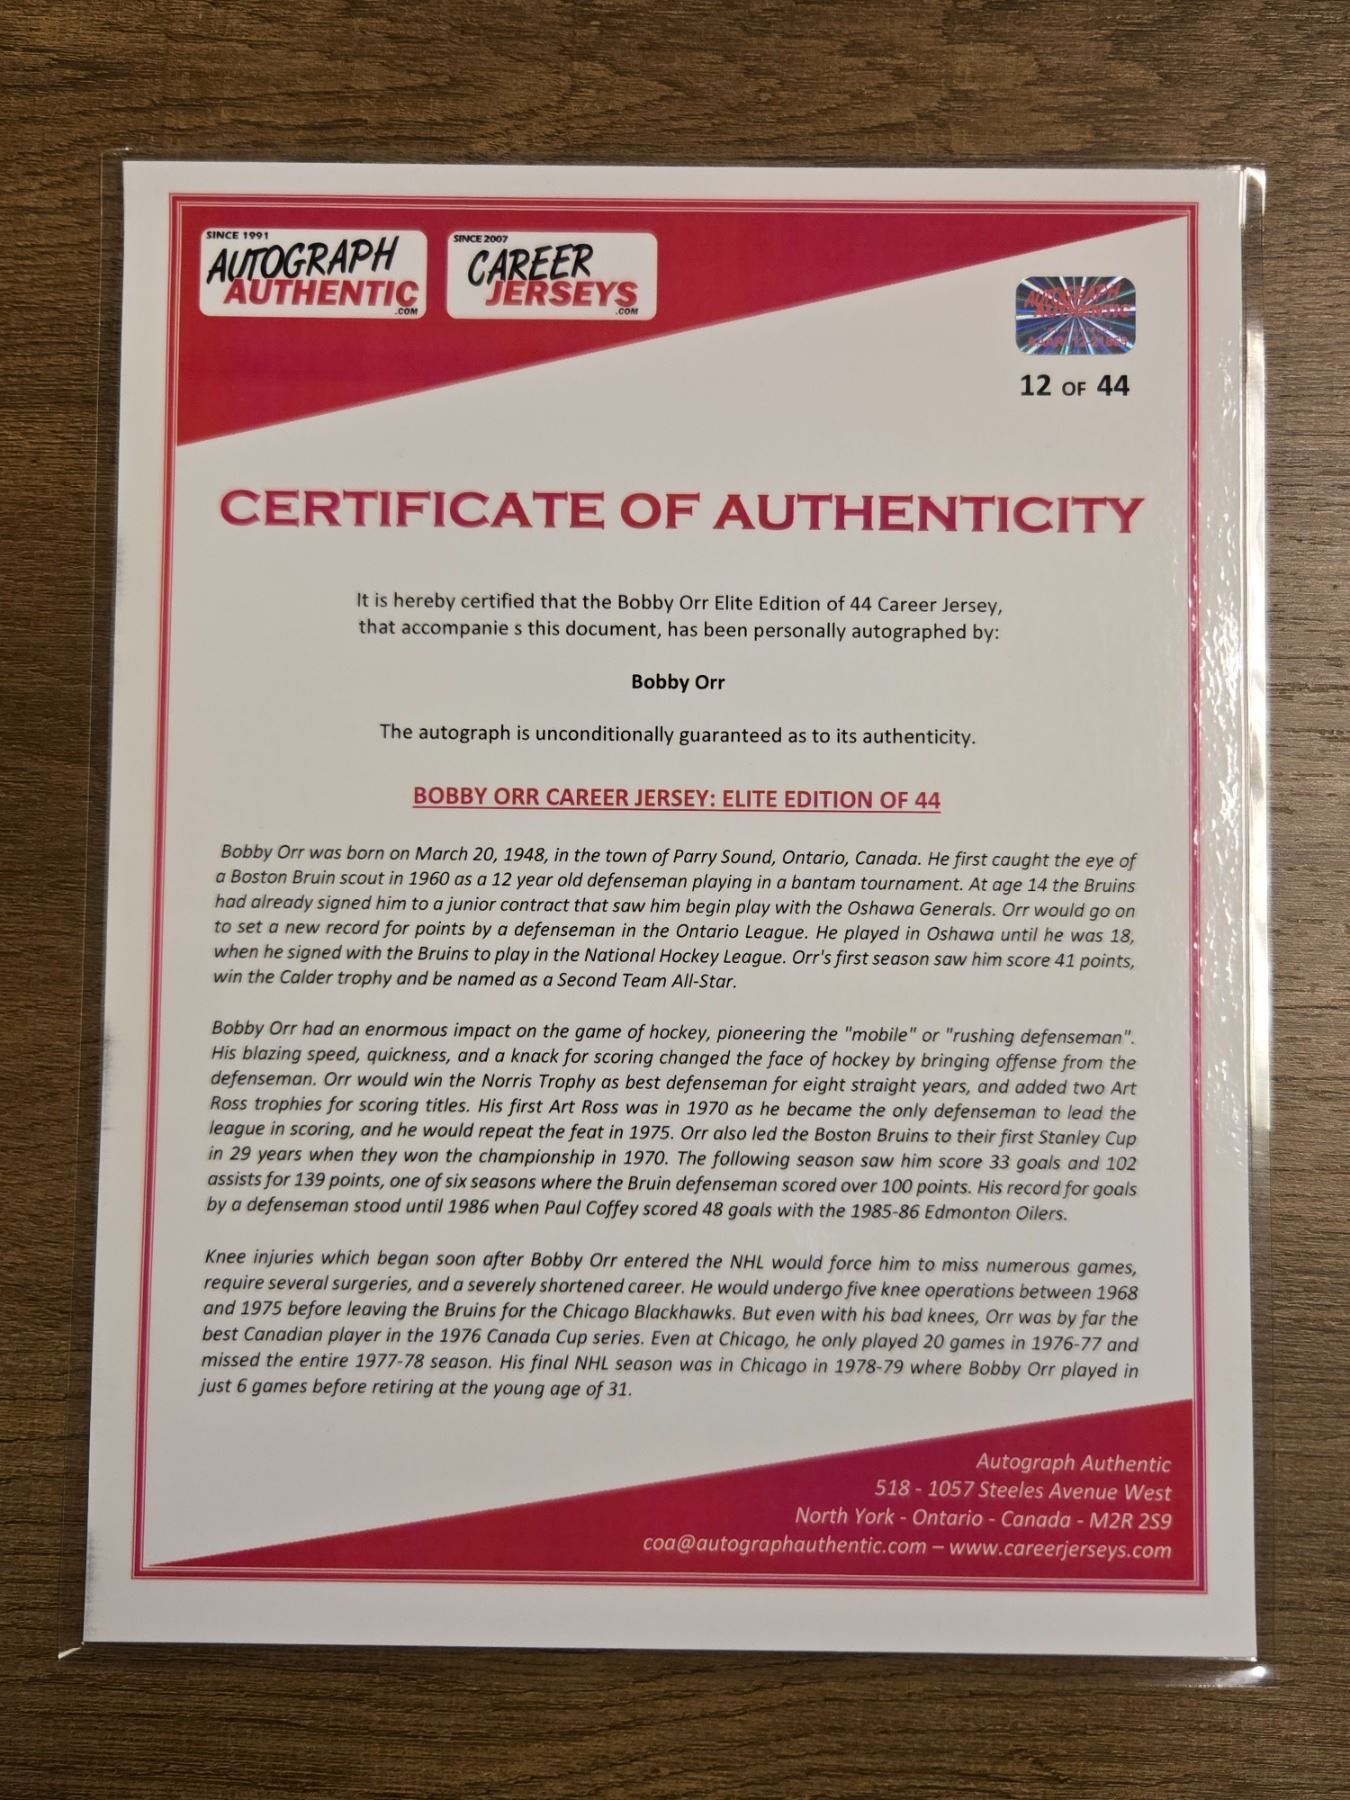 SINCE 1991
AUTOGRAPH
AUTHENTIC
.COM
SINCE 2007
CAREER
JERSEYS
.COM
AUTOGRAPH
AUTHENTIC
12 OF 44
CERTIFICATE OF AUTHENTICITY
It is hereby certified that the Bobby Orr Elite Edition of 44 Career Jersey,
that accompanie s this document, has been personally autographed by:
Bobby Orr
The autograph is unconditionally guaranteed as to its authenticity.
BOBBY ORR CAREER JERSEY: ELITE EDITION OF 44
Bobby Orr was born on March 20, 1948, in the town of Parry Sound, Ontario, Canada. He first caught the eye of
a Boston Bruin scout in 1960 as a 12 year old defenseman playing in a bantam tournament. At age 14 the Bruins
had already signed him to a junior contract that saw him begin play with the Oshawa Generals. Orr would go on
to set a new record for points by a defenseman in the Ontario League. He played in Oshawa until he was 18,
when he signed with the Bruins to play in the National Hockey League. Orr's first season saw him score 41 points,
win the Calder trophy and be named as a Second Team All-Star.
Bobby Orr had an enormous impact on the game of hockey, pioneering the "mobile" or "rushing defenseman".
His blazing speed, quickness, and a knack for scoring changed the face of hockey by bringing offense from the
defenseman. Orr would win the Norris Trophy as best defenseman for eight straight years, and added two Art
Ross trophies for scoring titles. His first Art Ross was in 1970 as he became the only defenseman to lead the
league in scoring, and he would repeat the feat in 1975. Orr also led the Boston Bruins to their first Stanley Cup
in 29 years when they won the championship in 1970. The following season saw him score 33 goals and 102
assists for 139 points, one of six seasons where the Bruin defenseman scored over 100 points. His record for goals
by a defenseman stood until 1986 when Paul Coffey scored 48 goals with the 1985-86 Edmonton Oilers.
Knee injuries which began soon after Bobby Orr entered the NHL would force him to miss numerous games,
require several surgeries, and a severely shortened career. He would undergo five knee operations between 1968
and 1975 before leaving the Bruins for the Chicago Blackhawks. But even with his bad knees, Orr was by far the
best Canadian player in the 1976 Canada Cup series. Even at Chicago, he only played 20 games in 1976-77 and
missed the entire 1977-78 season. His final NHL season was in Chicago in 1978-79 where Bobby Orr played in
just 6 games before retiring at the young age of 31.
Autograph Authentic
518 - 1057 Steeles Avenue West
North York - Ontario - Canada - M2R 2S9
coa@autographauthentic.com – www.careerjerseys.com